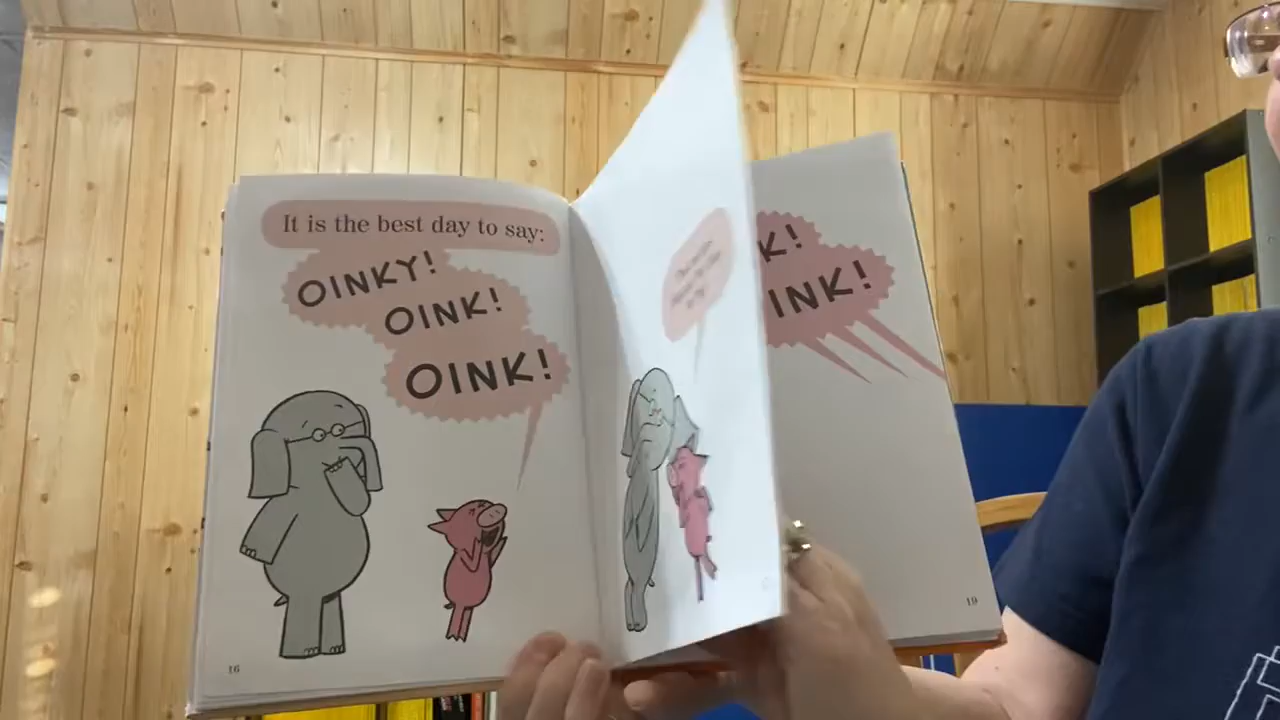 It is the best day to say:
OINKY!
OINK!
OINK!
K!
INK!
16
19